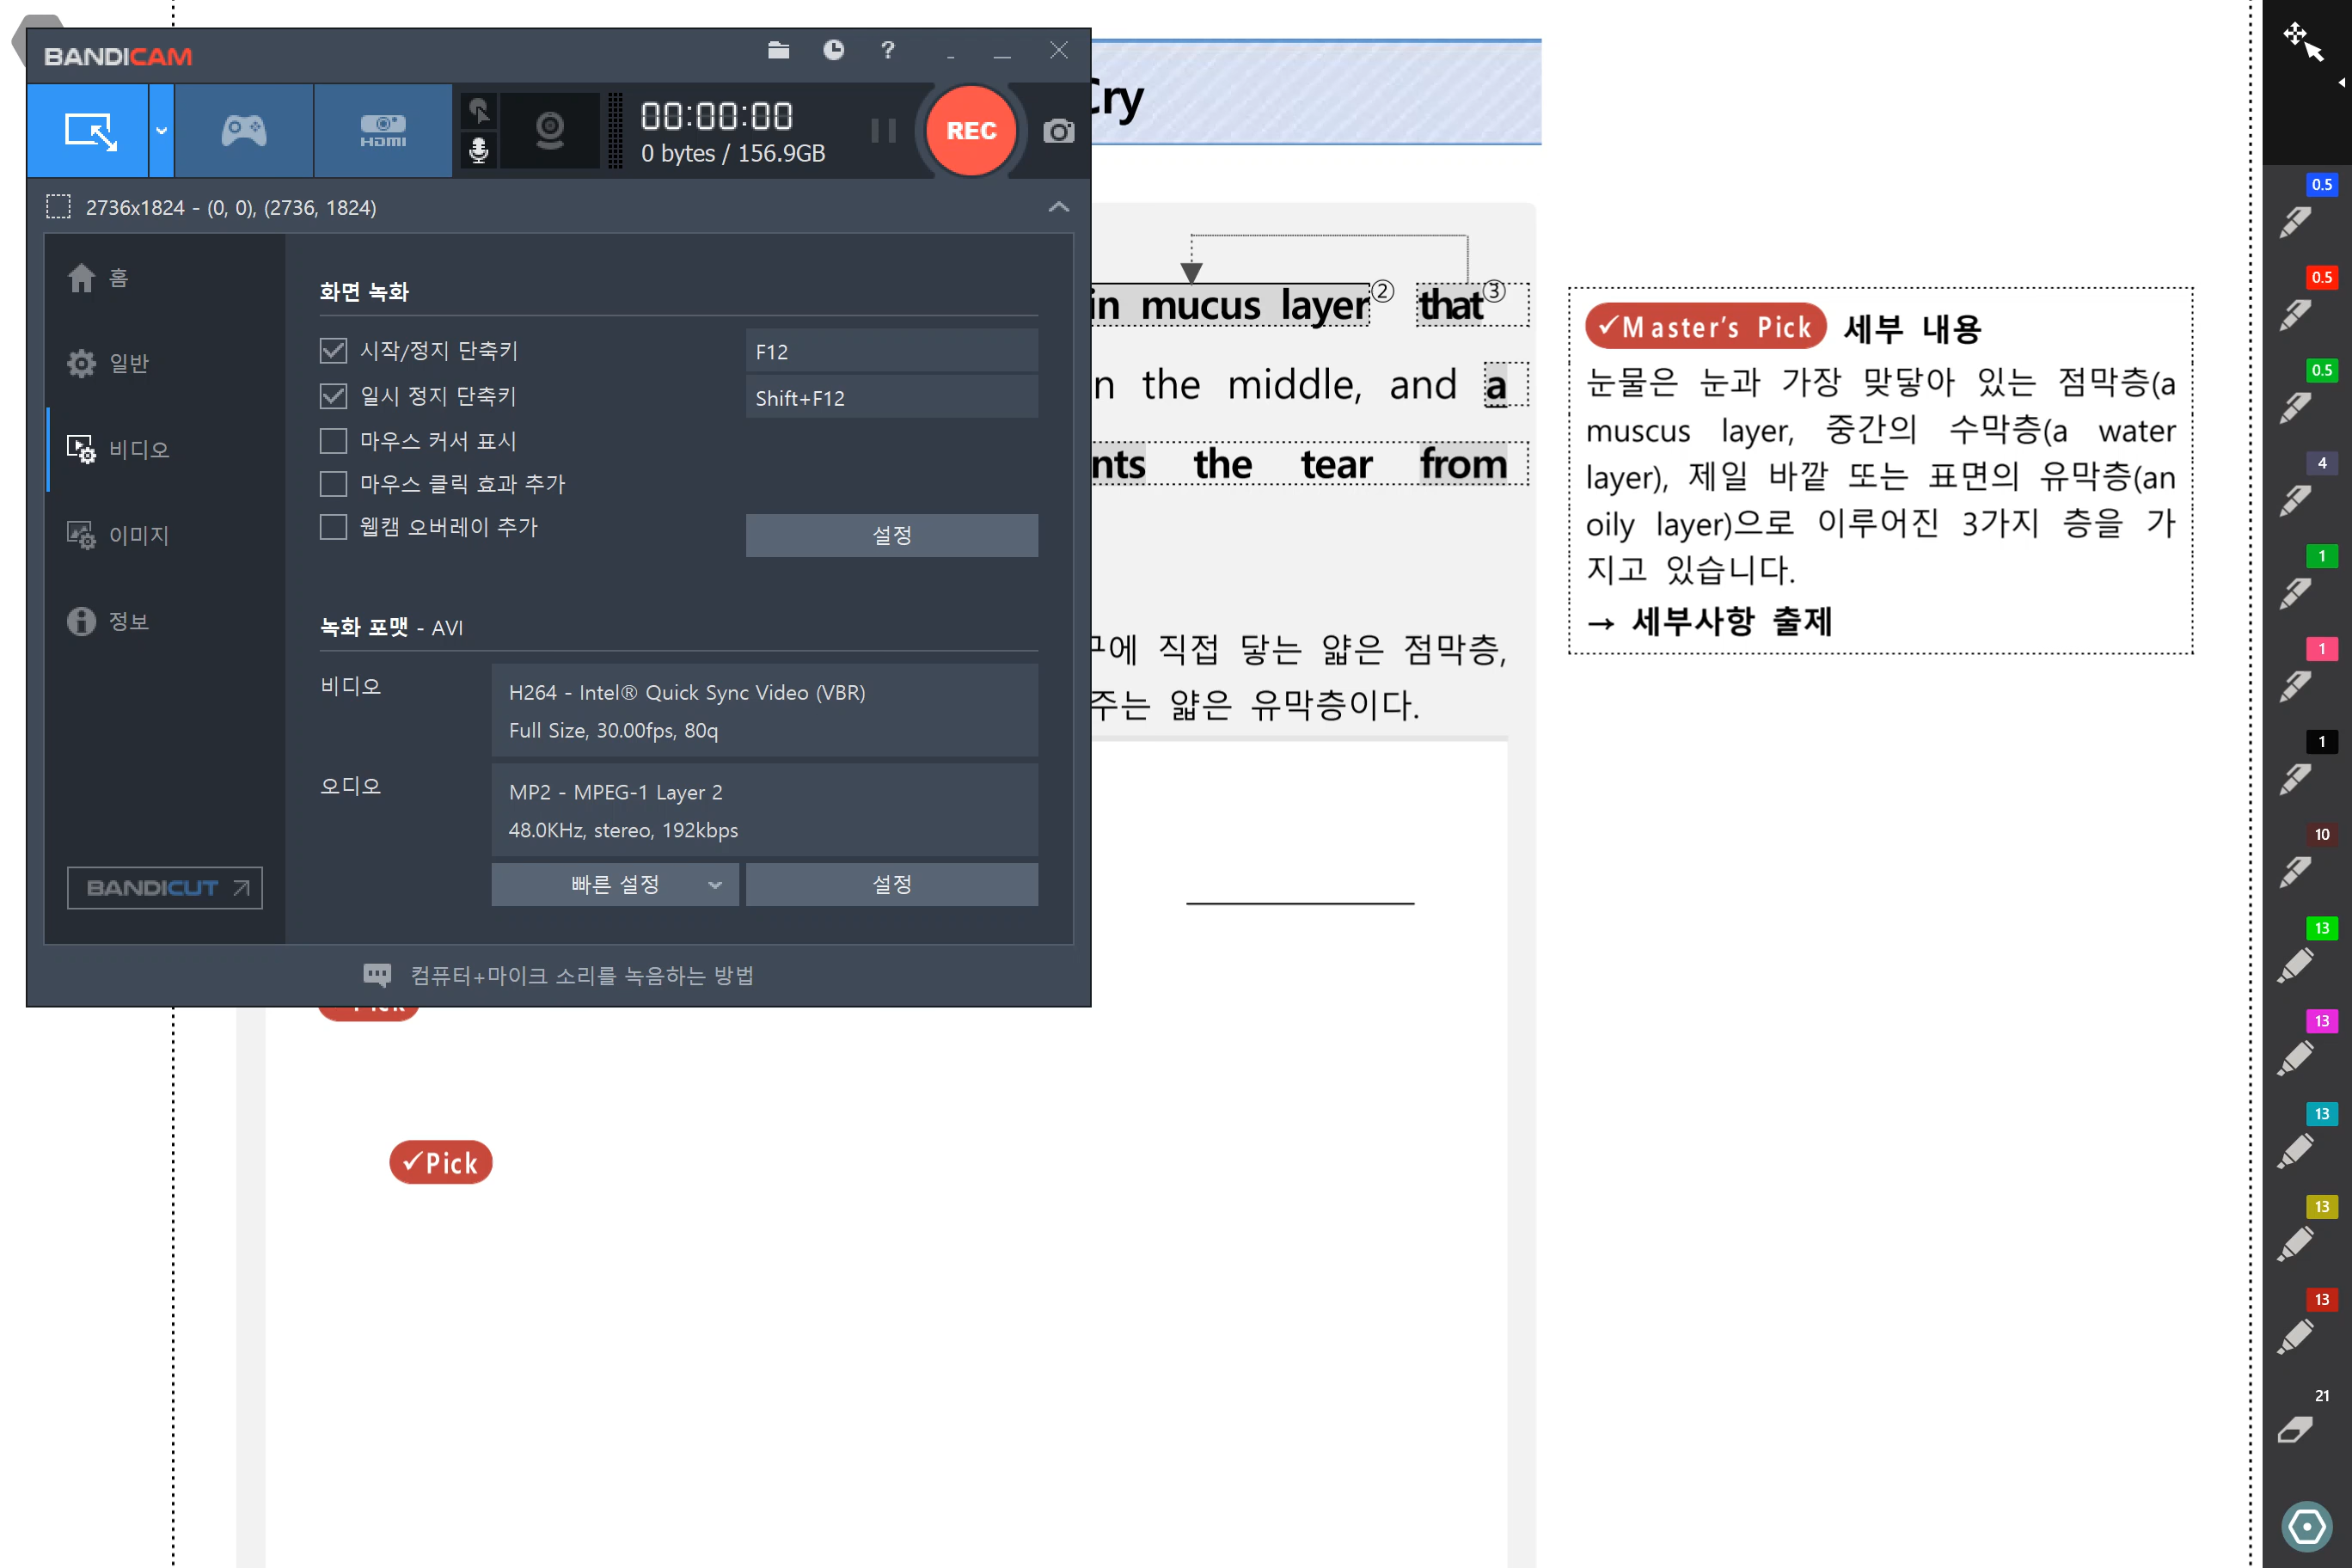 BANDICAM
HDMI
00:00:00
0 bytes / 156.9GB
REC
2736x1824 - (0, 0), (2736, 1824)
홈
일반
비디오
이미지
정보
BANDICUT
화면 녹화
시작/정지 단축키
F12
일시 정지 단축키
Shift+F12
마우스 커서 표시
마우스 클릭 효과 추가
웹캠 오버레이 추가
설정
녹화 포맷 - AVI
비디오
H264 - Intel® Quick Sync Video (VBR)
Full Size, 30.00fps, 80q
오디오
MP2 - MPEG-1 Layer 2
48.0KHz, stereo, 192kbps
빠른 설정
설정
컴퓨터+마이크 소리를 녹음하는 방법
Cry
in mucus layer② that③
n the middle, and a
nts the tear from
에 직접 닿는 얇은 점막층,
주는 얇은 유막층이다.
✓Master's Pick 세부 내용
눈물은 눈과 가장 맞닿아 있는 점막층(a
muscus layer, 중간의 수막층(a water
layer), 제일 바깥 또는 표면의 유막층(an
oily layer)으로 이루어진 3가지 층을 가
지고 있습니다.
→ 세부사항 출제
Pick
✓Pick
0.5
0.5
0.5
4
1
1
1
10
13
13
13
13
13
21